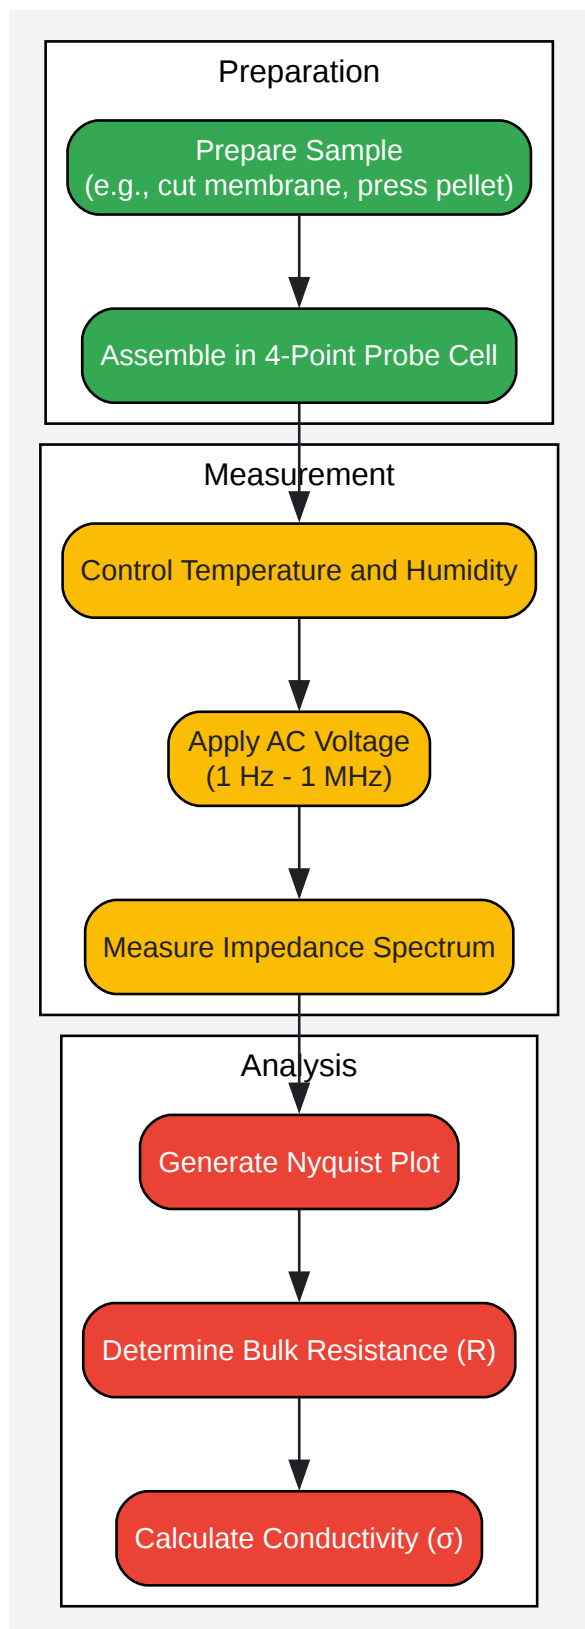 Preparation
Prepare Sample
(e.g., cut membrane, press pellet)
Assemble in 4-Point Probe Cell
Measurement
Control Temperature and Humidity
Apply AC Voltage
(1 Hz - 1 MHz)
Measure Impedance Spectrum
Analysis
Generate Nyquist Plot
Determine Bulk Resistance (R)
Calculate Conductivity (σ)